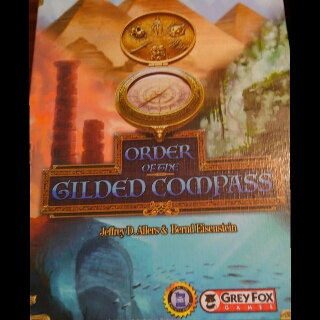 ORDER
OF THE
GILDED COMPASS
Jeffrey D. Allers & Bernd Eisenstein
GREY FOX
GAMES